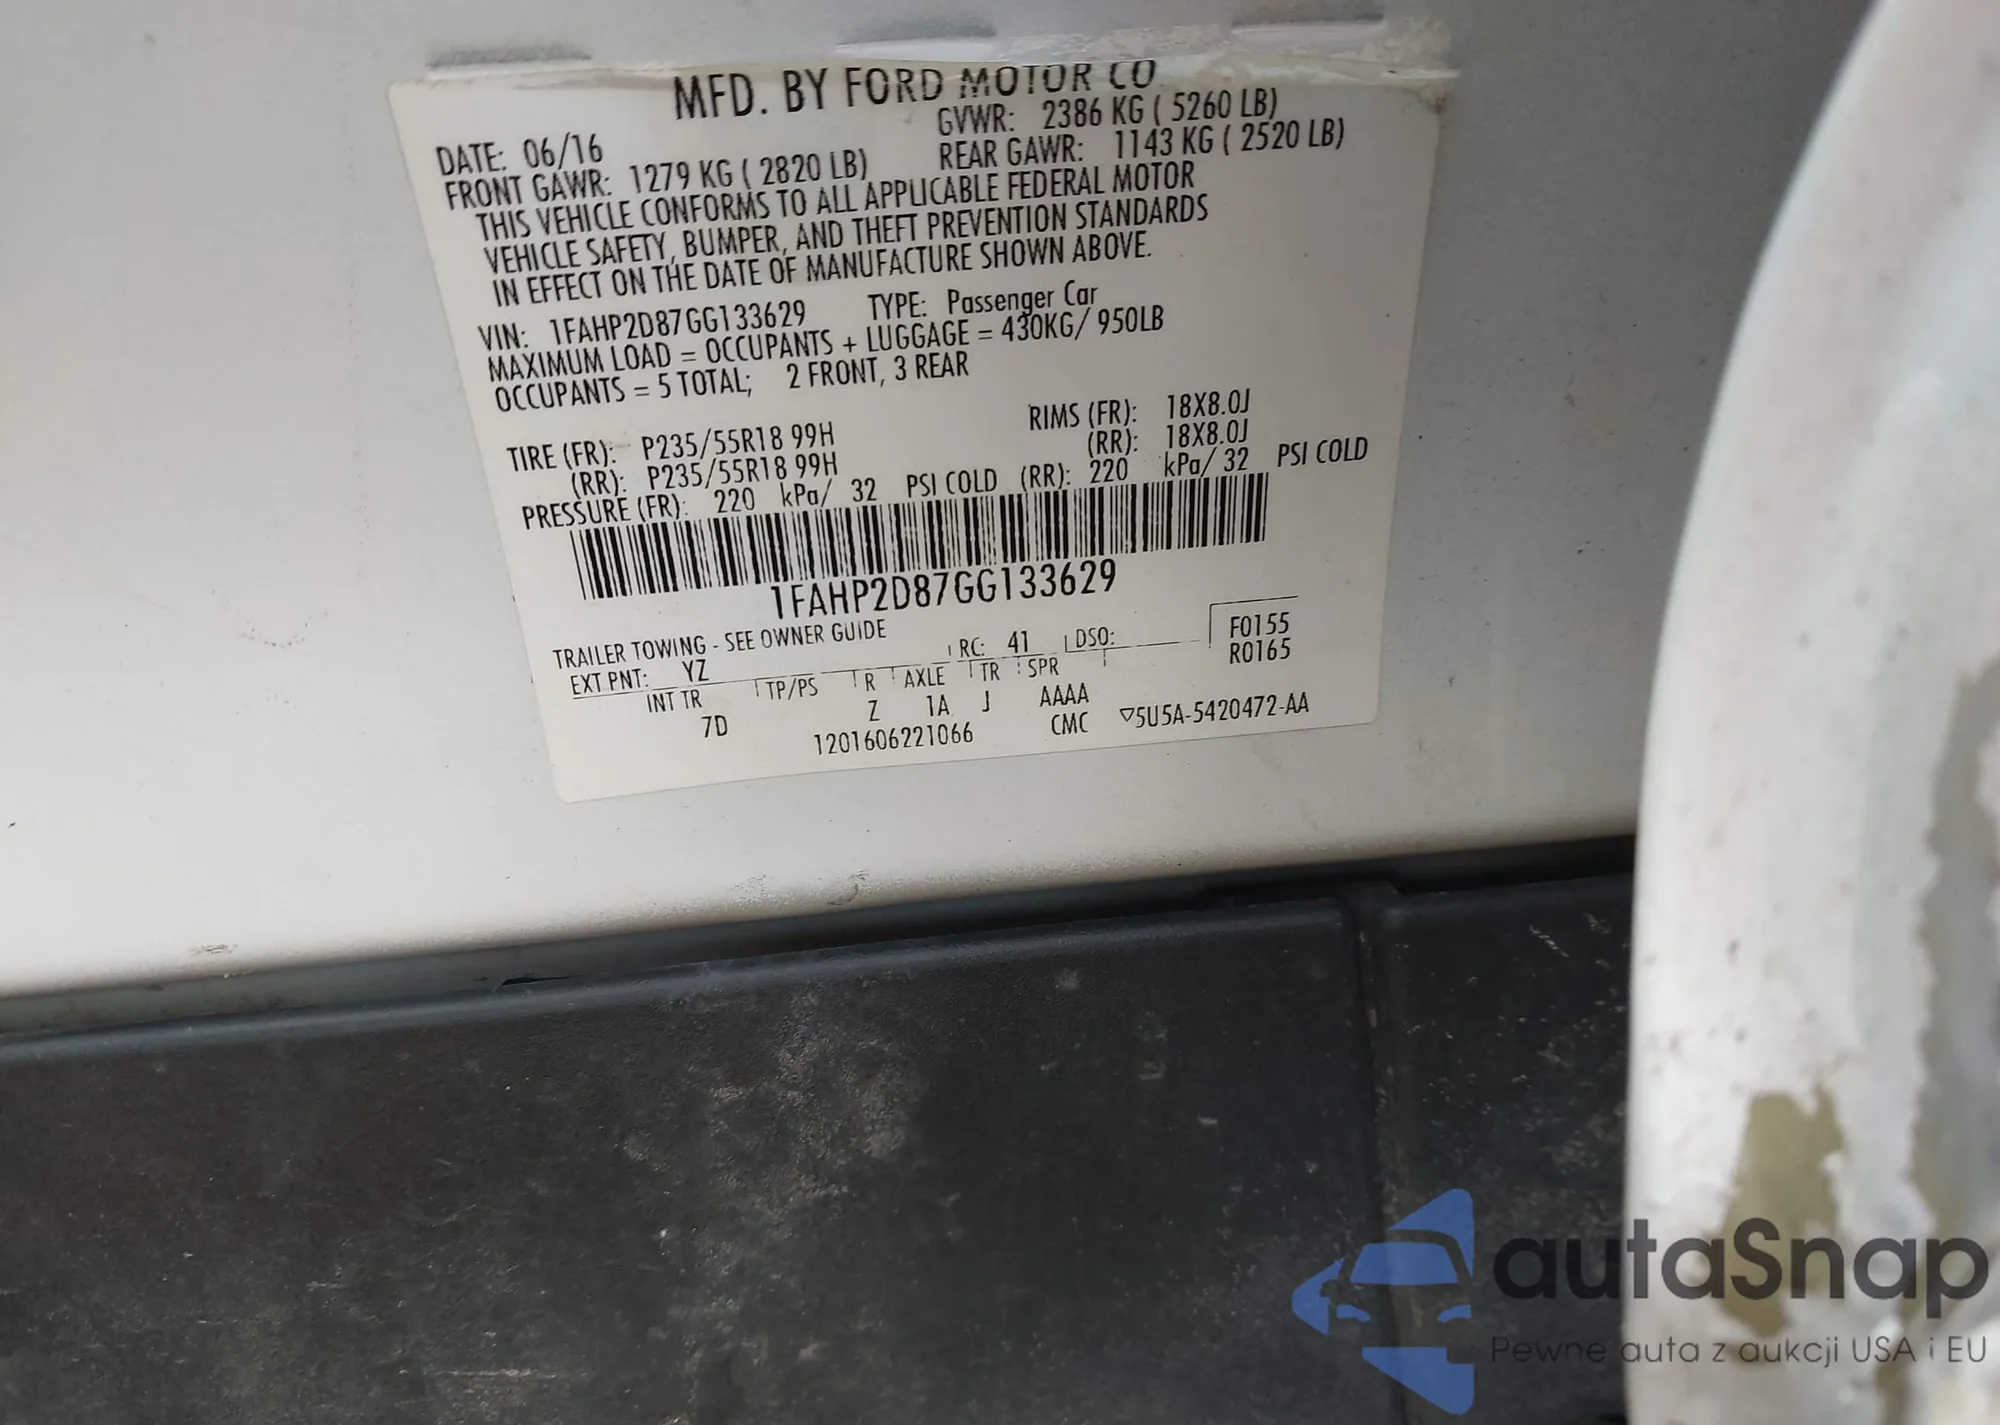 MFD. BY FORD MOTOR CO
DATE: 06/16 GVWR: 2386 KG ( 5260 LB)
FRONT GAWR: 1279 KG ( 2820 LB) REAR GAWR: 1143 KG ( 2520 LB)
THIS VEHICLE CONFORMS TO ALL APPLICABLE FEDERAL MOTOR
VEHICLE SAFETY, BUMPER, AND THEFT PREVENTION STANDARDS
IN EFFECT ON THE DATE OF MANUFACTURE SHOWN ABOVE.
VIN: 1FAHP2D87GG133629 TYPE: Passenger Car
MAXIMUM LOAD = OCCUPANTS + LUGGAGE = 430KG/ 950LB
OCCUPANTS = 5 TOTAL; 2 FRONT, 3 REAR
TIRE (FR): P235/55R18 99H RIMS (FR): 18X8.0J
(RR): P235/55R18 99H (RR): 18X8.0J
PRESSURE (FR): 220 kPa/ 32 PSI COLD (RR): 220 kPa/ 32 PSI COLD
1FAHP2D87GG133629
TRAILER TOWING - SEE OWNER GUIDE
F0155
EXT PNT: YZ RC: 41 DSO: R0165
INT TR TP/PS R AXLE TR SPR
7D Z 1A J AAAA
1201606221066 CMC ▽5U5A-5420472-AA
autaSnap
Pewne auta z aukcji USA i EU